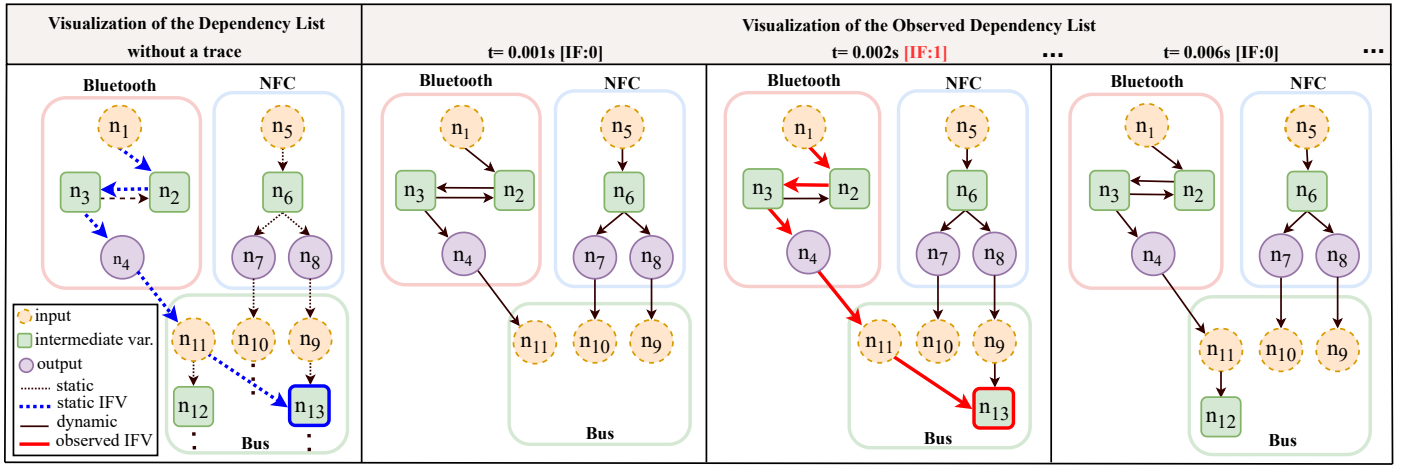 Visualization of the Dependency List
without a trace
Visualization of the Observed Dependency List
t= 0.001s [IF:0]
t= 0.002s [IF:1]
...
t= 0.006s [IF:0]
...
Bluetooth
NFC
n1
n5
n3
n2
n6
n4
n7
n8
n11
n10
n9
n12
n13
Bus
input
intermediate var.
output
static
static IFV
dynamic
observed IFV
Bluetooth
NFC
n1
n5
n3
n2
n6
n4
n7
n8
n11
n10
n9
Bus
Bluetooth
NFC
n1
n5
n3
n2
n6
n4
n7
n8
n11
n10
n9
n13
Bus
Bluetooth
NFC
n1
n5
n3
n2
n6
n4
n7
n8
n11
n10
n9
n12
Bus